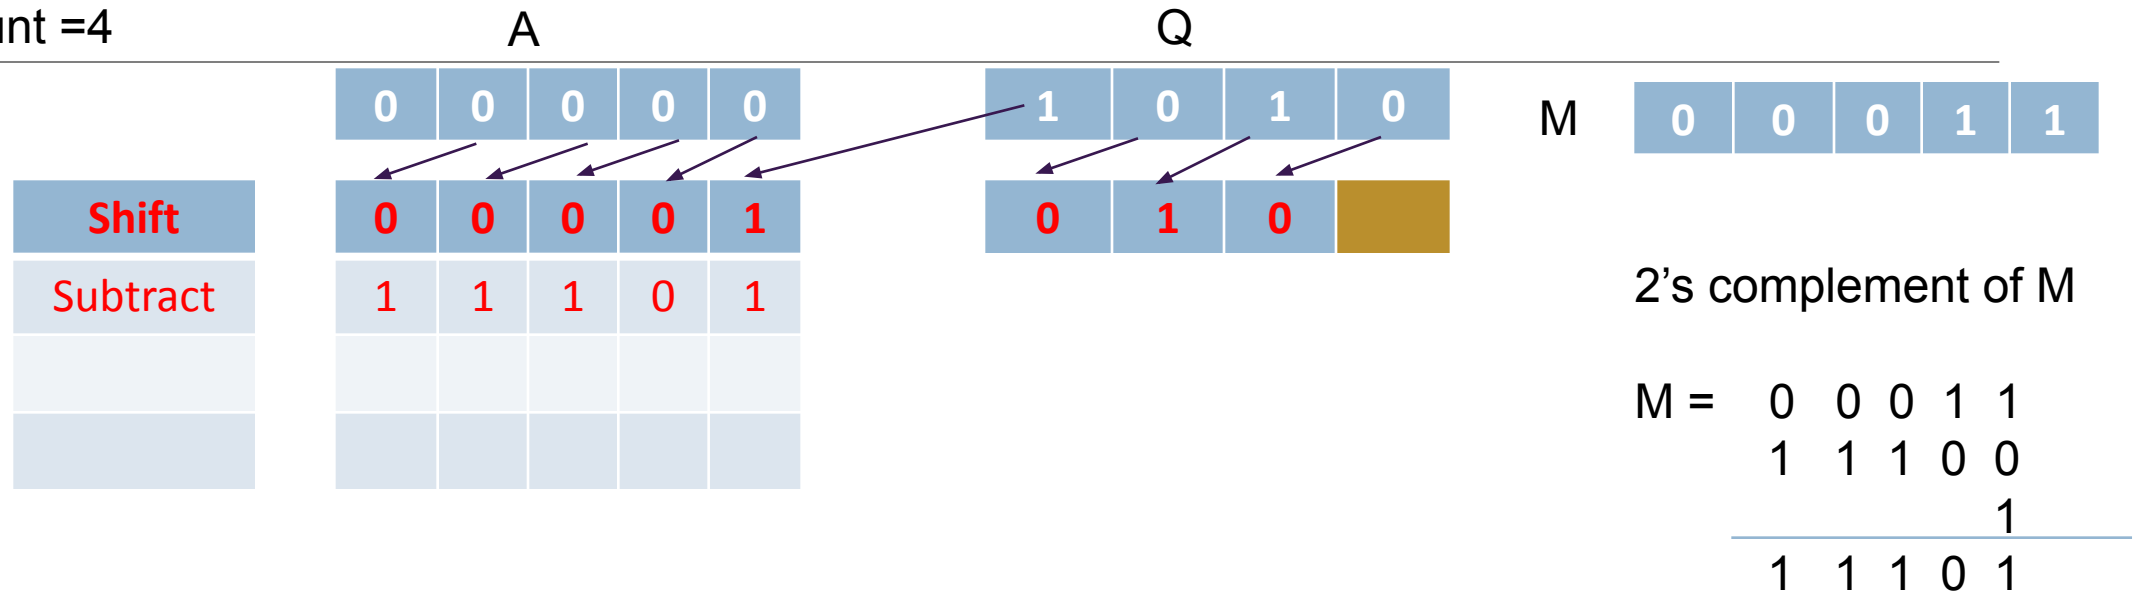 unt =4 A Q
0 0 0 0 0 1 0 1 0 M 0 0 0 1 1
Shift 0 0 0 0 1 0 1 0
Subtract 1 1 1 0 1 2’s complement of M
M = 0 0 0 1 1
1 1 1 0 0
1
1 1 1 0 1